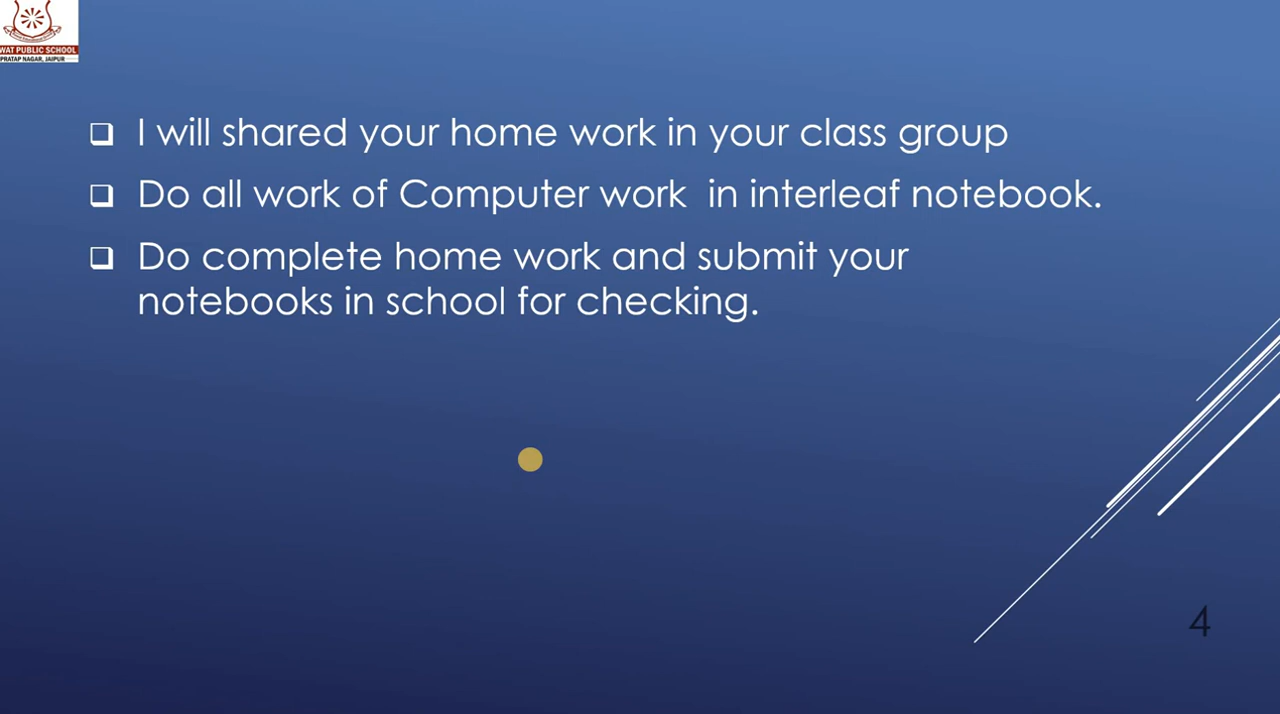 WAT PUBLIC SCHOOL
PRATAP NAGAR, JAIPUR
I will shared your home work in your class group
Do all work of Computer work in interleaf notebook.
Do complete home work and submit your
notebooks in school for checking.
4